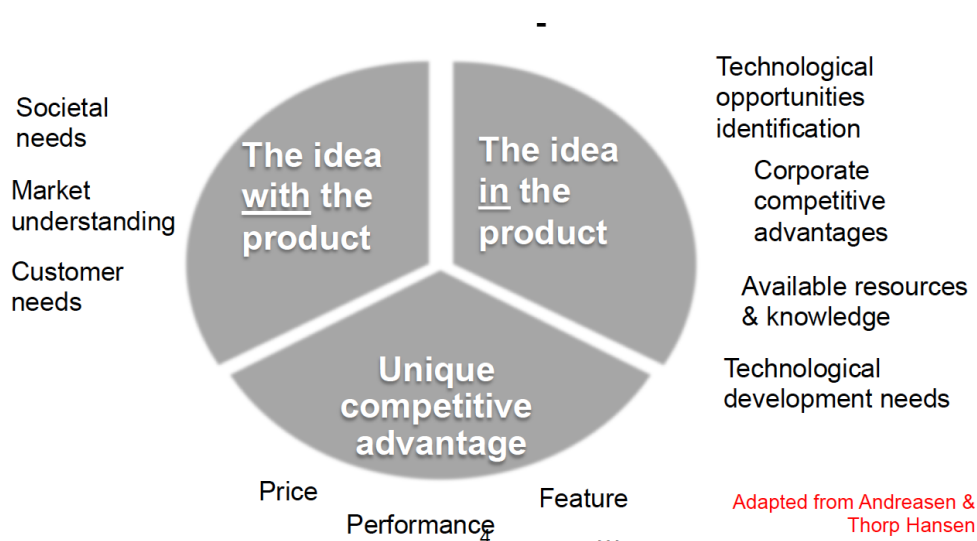 -
Societal
needs
Market
understanding
Customer
needs
The idea
with the
product
The idea
in the
product
Unique
competitive
advantage
Technological
opportunities
identification
Corporate
competitive
advantages
Available resources
& knowledge
Technological
development needs
Price
Performance
Feature
...
4
Adapted from Andreasen &
Thorp Hansen